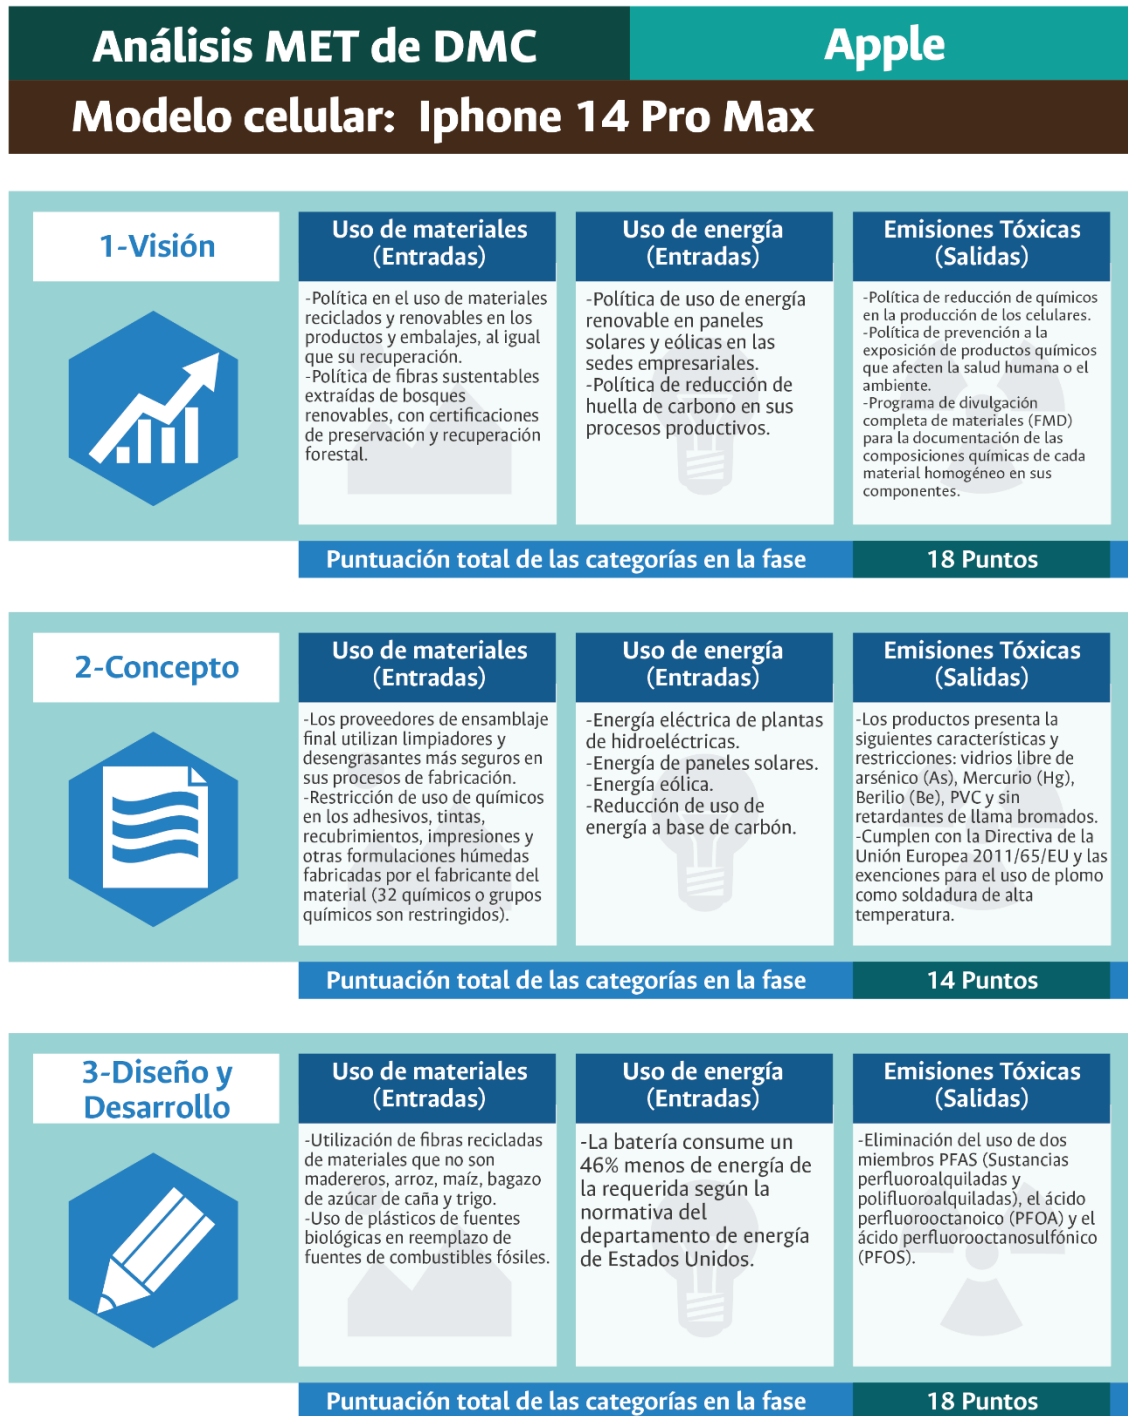 Análisis MET de DMC
Apple
Modelo celular: Iphone 14 Pro Max
1-Visión
Uso de materiales
(Entradas)
-Política en el uso de materiales
reciclados y renovables en los
productos y embalajes, al igual
que su recuperación.
-Política de fibras sustentables
extraídas de bosques
renovables, con certificaciones
de preservación y recuperación
forestal.
Uso de energía
(Entradas)
-Política de uso de energía
renovable en paneles
solares y eólicas en las
sedes empresariales.
-Política de reducción de
huella de carbono en sus
procesos productivos.
Emisiones Tóxicas
(Salidas)
-Política de reducción de químicos
en la producción de los celulares.
-Política de prevención a la
exposición de productos químicos
que afecten la salud humana o el
ambiente.
-Programa de divulgación
completa de materiales (FMD)
para la documentación de las
composiciones químicas de cada
material homogéneo en sus
componentes.
Puntuación total de las categorías en la fase
18 Puntos
2-Concepto
Uso de materiales
(Entradas)
-Los proveedores de ensamblaje
final utilizan limpiadores y
desengrasantes más seguros en
sus procesos de fabricación.
-Restricción de uso de químicos
en los adhesivos, tintas,
recubrimientos, impresiones y
otras formulaciones húmedas
fabricadas por el fabricante del
material (32 químicos o grupos
químicos son restringidos).
Uso de energía
(Entradas)
-Energía eléctrica de plantas
de hidroeléctricas.
-Energía de paneles solares.
-Energía eólica.
-Reducción de uso de
energía a base de carbón.
Emisiones Tóxicas
(Salidas)
-Los productos presenta la
siguientes características y
restricciones: vidrios libre de
arsénico (As), Mercurio (Hg),
Berilio (Be), PVC y sin
retardantes de llama bromados.
-Cumplen con la Directiva de la
Unión Europea 2011/65/EU y las
exenciones para el uso de plomo
como soldadura de alta
temperatura.
Puntuación total de las categorías en la fase
14 Puntos
3-Diseño y
Desarrollo
Uso de materiales
(Entradas)
-Utilización de fibras recicladas
de materiales que no son
madereros, arroz, maíz, bagazo
de azúcar de caña y trigo.
-Uso de plásticos de fuentes
biológicas en reemplazo de
fuentes de combustibles fósiles.
Uso de energía
(Entradas)
-La batería consume un
46% menos de energía de
la requerida según la
normativa del
departamento de energía
de Estados Unidos.
Emisiones Tóxicas
(Salidas)
-Eliminación del uso de dos
miembros PFAS (Sustancias
perfluoroalquiladas y
polifluoroalquiladas), el ácido
perfluorooctanoico (PFOA) y el
ácido perfluorooctanosulfónico
(PFOS).
Puntuación total de las categorías en la fase
18 Puntos